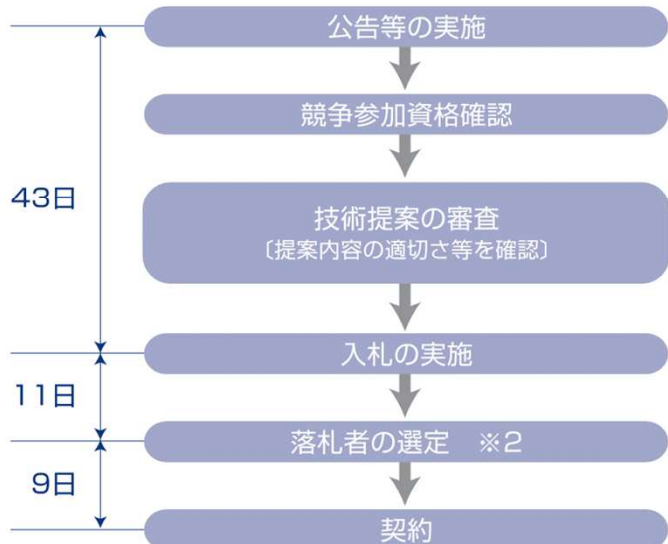 公告等の実施
競争参加資格確認
43日
技術提案の審査
〔提案内容の適切さ等を確認〕
入札の実施
11日
落札者の選定　※2
9日
契約